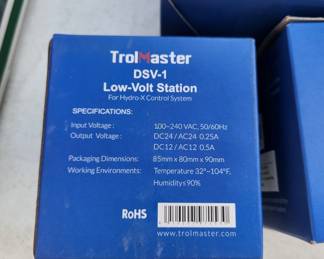 TrolMaster
DSV-1
Low-Volt Station
For Hydro-X Control System
SPECIFICATIONS:
Input Voltage : 100~240 VAC, 50/60Hz
Output Voltage : DC24 / AC24 0.25A
DC12 / AC12 0.5A
Packaging Dimensions: 85mm x 80mm x 90mm
Working Environments: Temperature 32°~104°F,
Humidity≤90%
RoHS
www.trolmaster.com